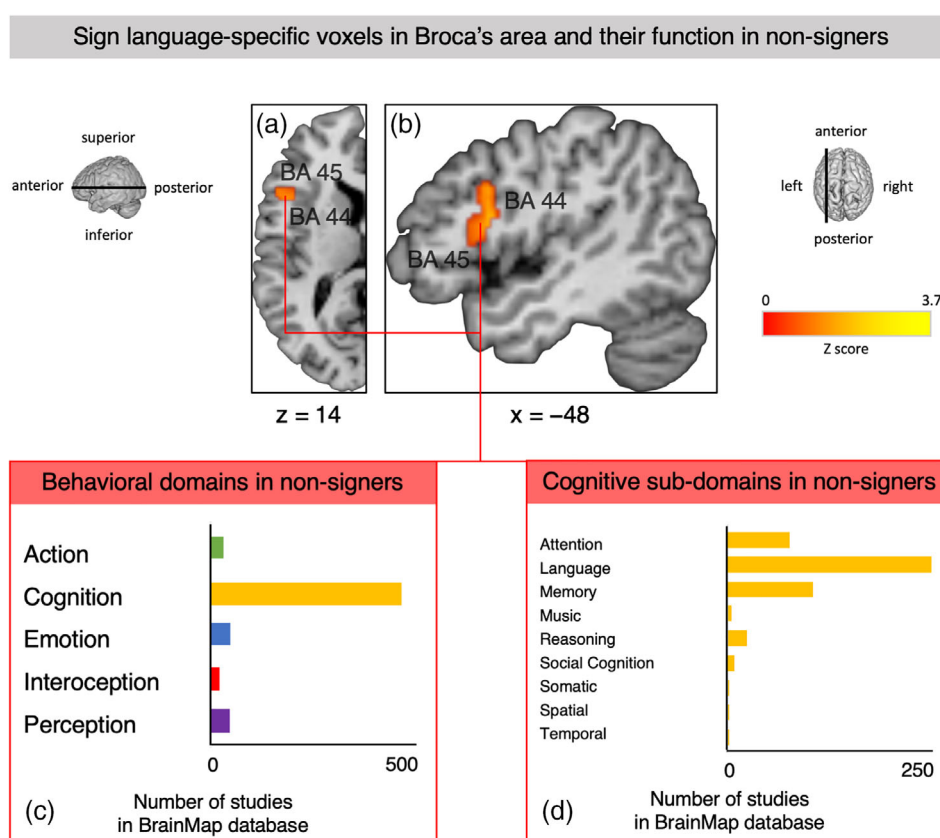 Sign language-specific voxels in Broca's area and their function in non-signers
(a)
(b)
superior
anterior
posterior
inferior
BA 45
BA 44
BA 44
BA 45
anterior
left
right
posterior
0
3.7
Z score
z = 14
x = −48
Behavioral domains in non-signers
Action
Cognition
Emotion
Interoception
Perception
0
500
(c)
Number of studies
in BrainMap database
Cognitive sub-domains in non-signers
Attention
Language
Memory
Music
Reasoning
Social Cognition
Somatic
Spatial
Temporal
0
250
(d)
Number of studies
in BrainMap database